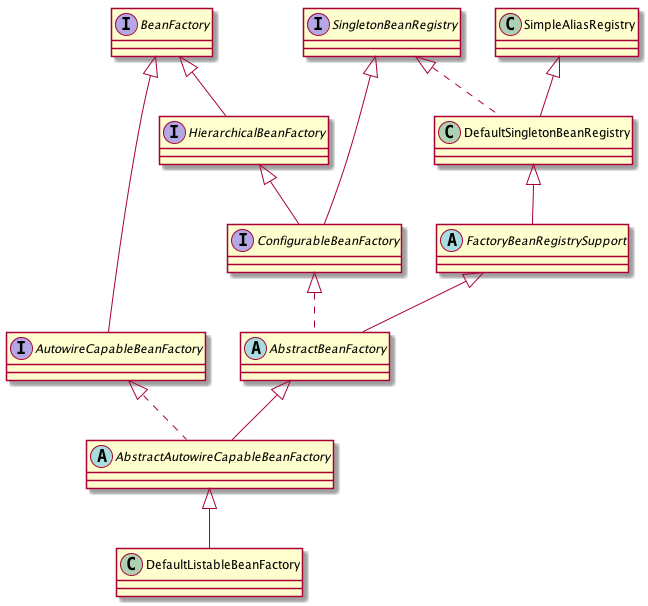 I BeanFactory
I SingletonBeanRegistry
C SimpleAliasRegistry
I HierarchicalBeanFactory
C DefaultSingletonBeanRegistry
I ConfigurableBeanFactory
A FactoryBeanRegistrySupport
I AutowireCapableBeanFactory
A AbstractBeanFactory
A AbstractAutowireCapableBeanFactory
C DefaultListableBeanFactory